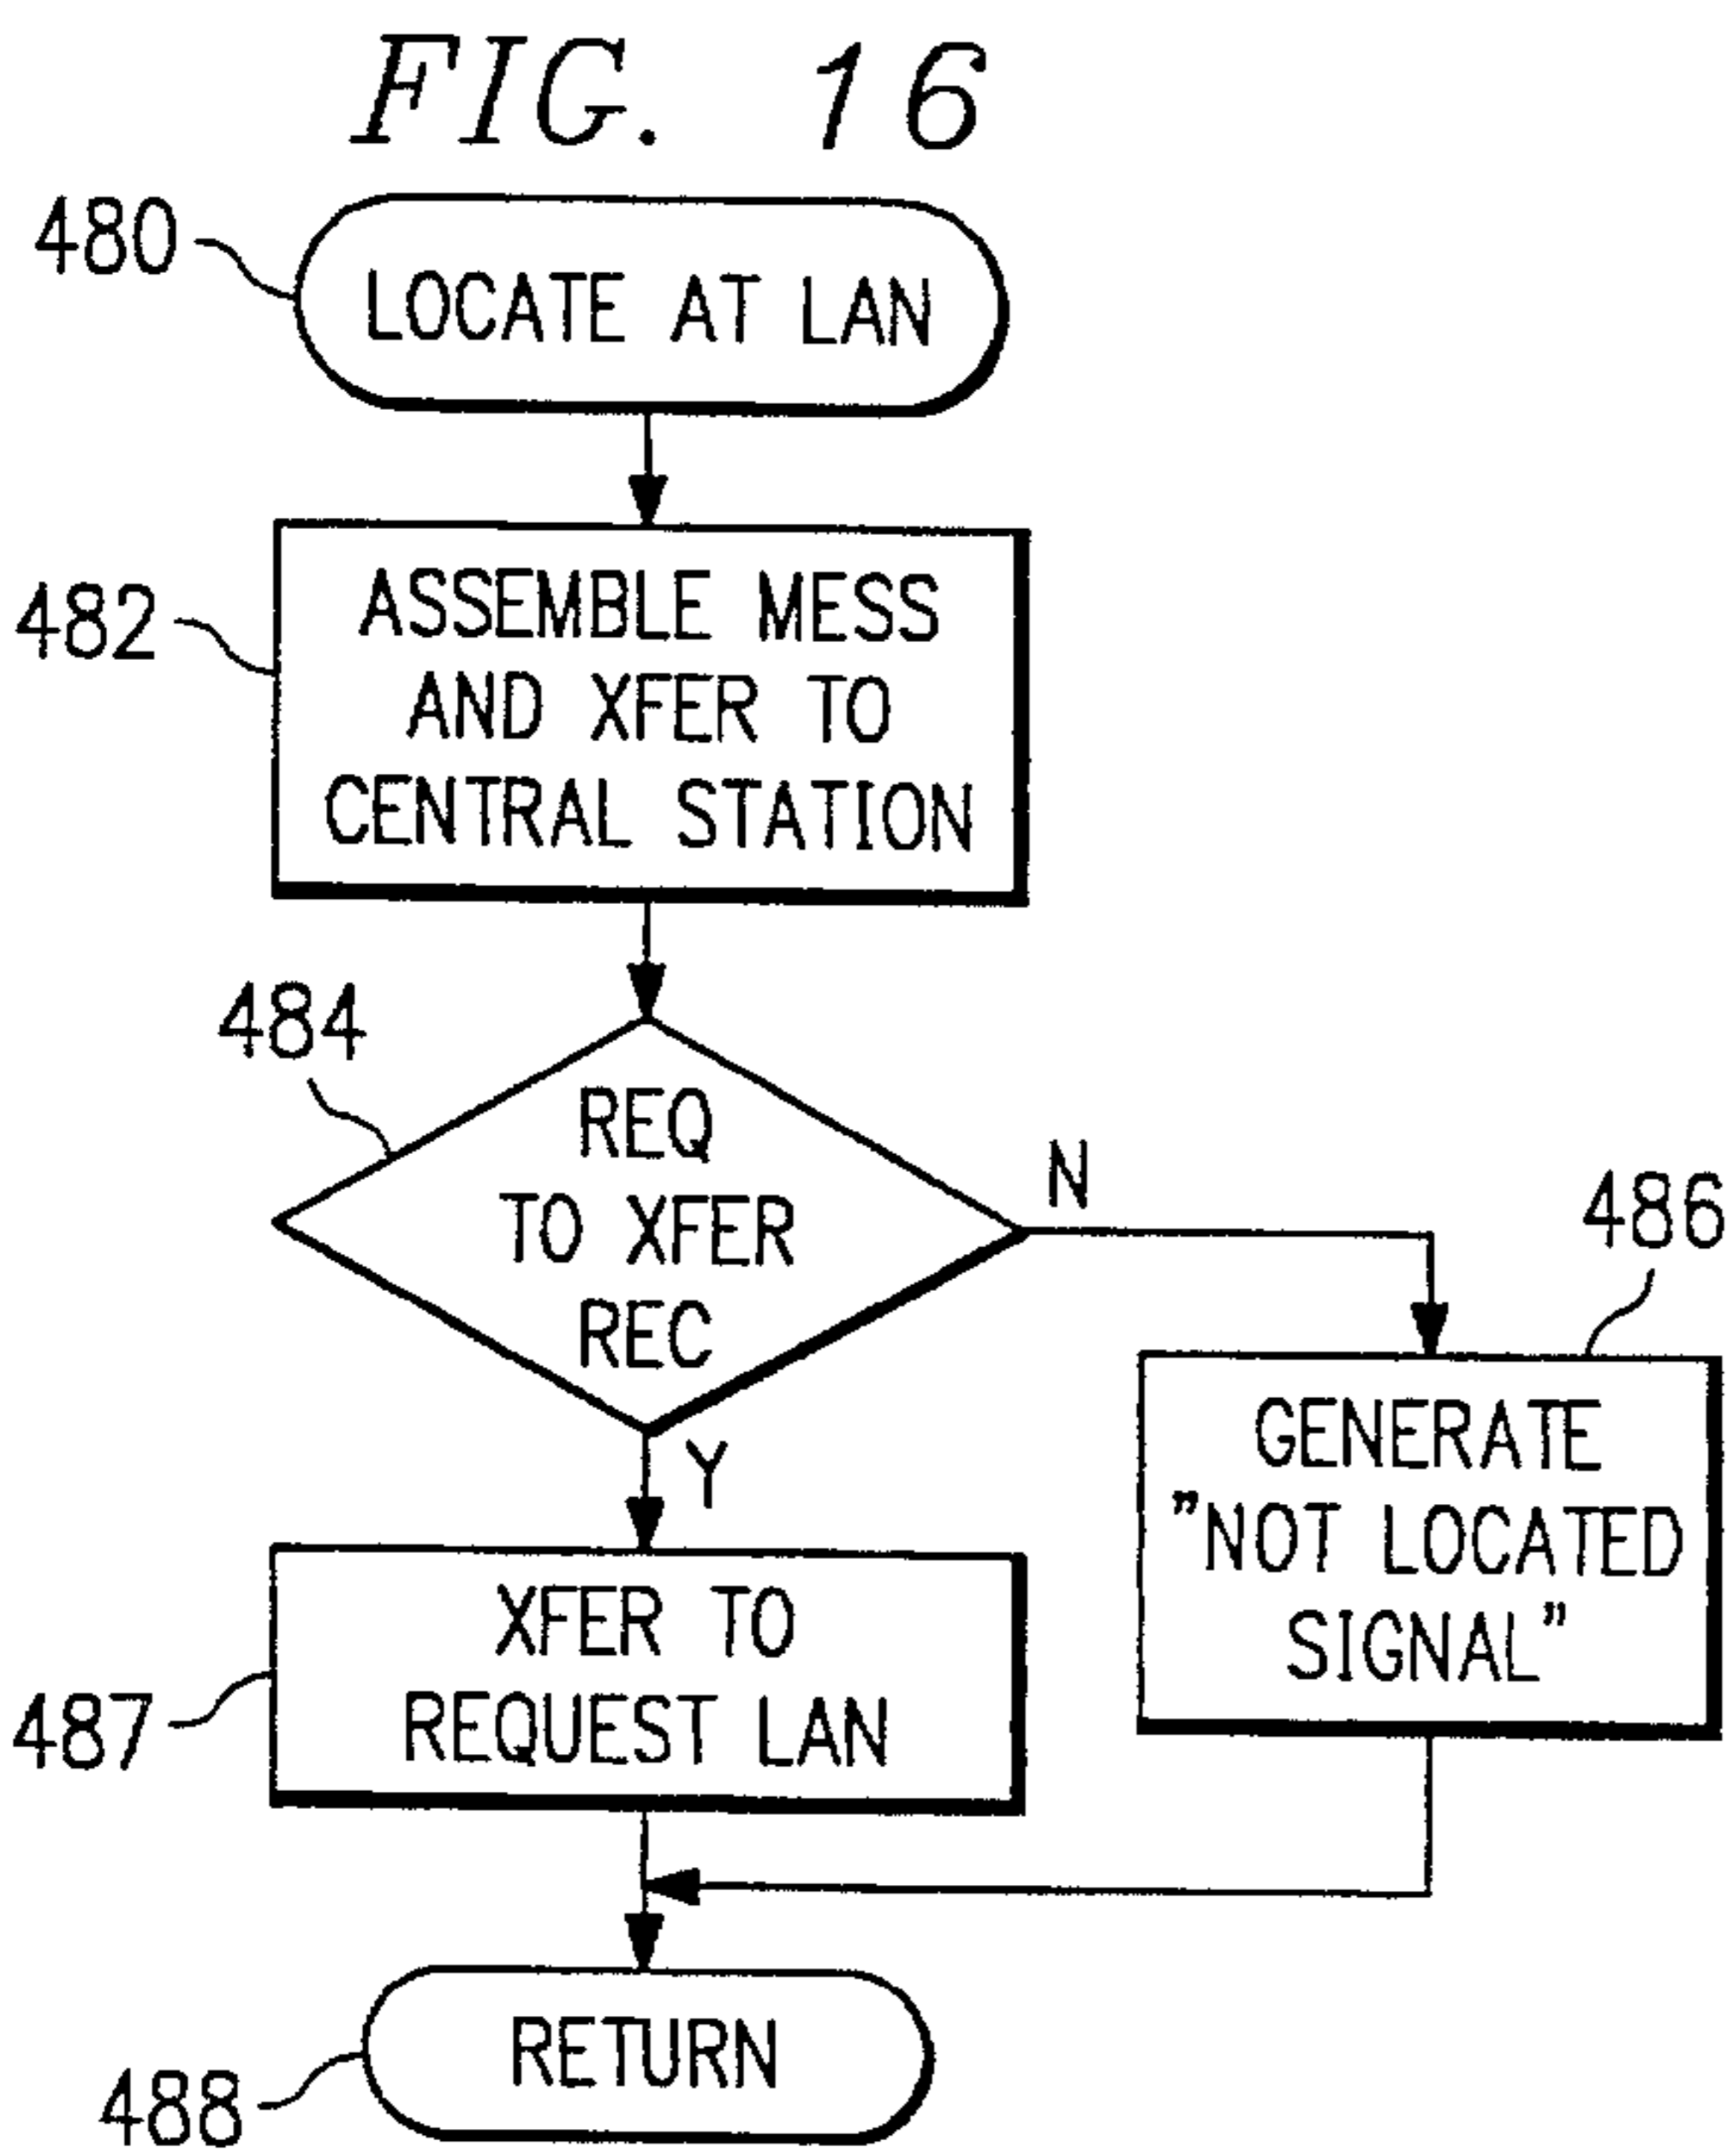 FIG. 16
480
LOCATE AT LAN
482
ASSEMBLE MESS
AND XFER TO
CENTRAL STATION
484
REQ
TO XFER
REC
N
486
Y
GENERATE
"NOT LOCATED
SIGNAL"
487
XFER TO
REQUEST LAN
488
RETURN